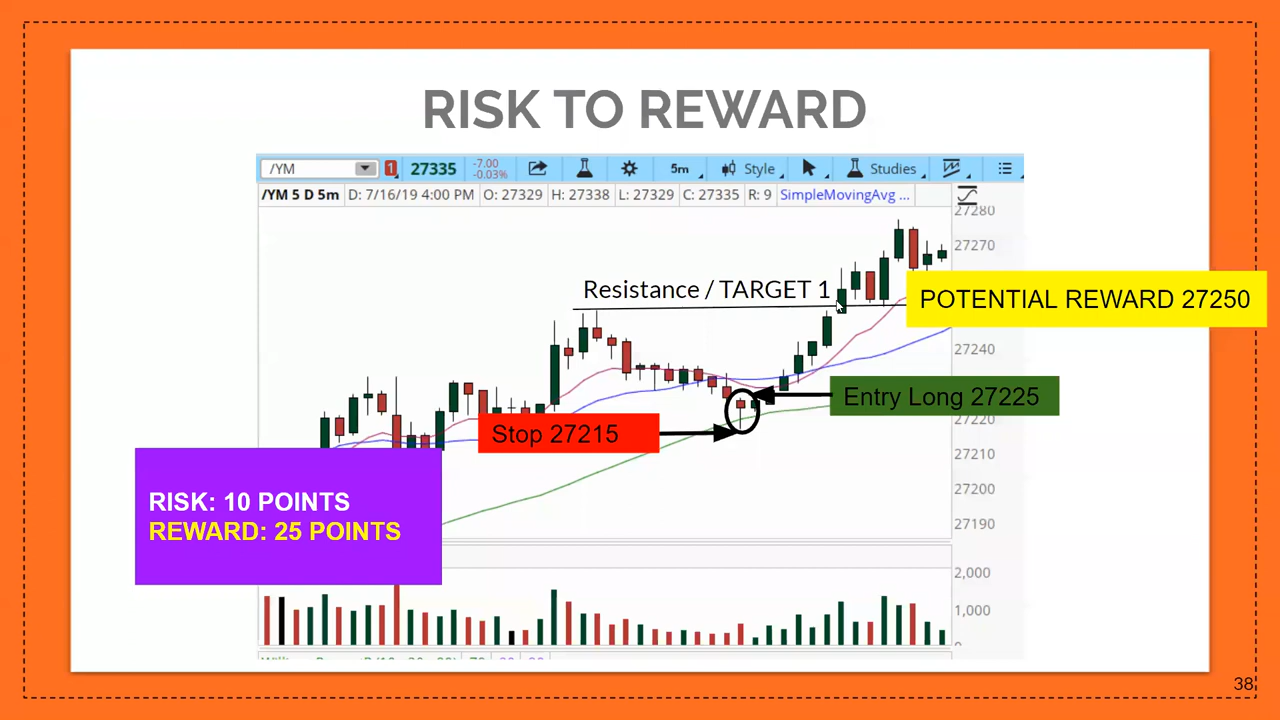 RISK TO REWARD
/YM 1 27335 -7.00 -0.03% 5m Style Studies
/YM 5 D 5m D: 7/16/19 4:00 PM O: 27329 H: 27338 L: 27329 C: 27335 R: 9 SimpleMovingAvg ...
27280
27270
Resistance / TARGET 1
POTENTIAL REWARD 27250
27240
Entry Long 27225
27220
Stop 27215
27210
27200
27190
RISK: 10 POINTS
REWARD: 25 POINTS
2,000
1,000
38